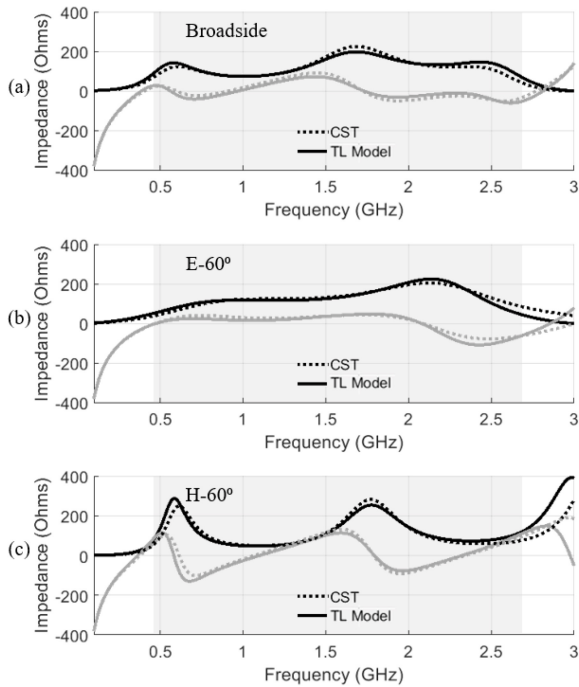 400
Broadside
200
(a)
0
-200
CST
TL Model
-400
Impedance (Ohms)
0.5 1 1.5 2 2.5 3
Frequency (GHz)
400
E-60º
200
(b)
0
-200
CST
TL Model
-400
Impedance (Ohms)
0.5 1 1.5 2 2.5 3
Frequency (GHz)
400
H-60º
200
(c)
0
-200
CST
TL Model
-400
Impedance (Ohms)
0.5 1 1.5 2 2.5 3
Frequency (GHz)